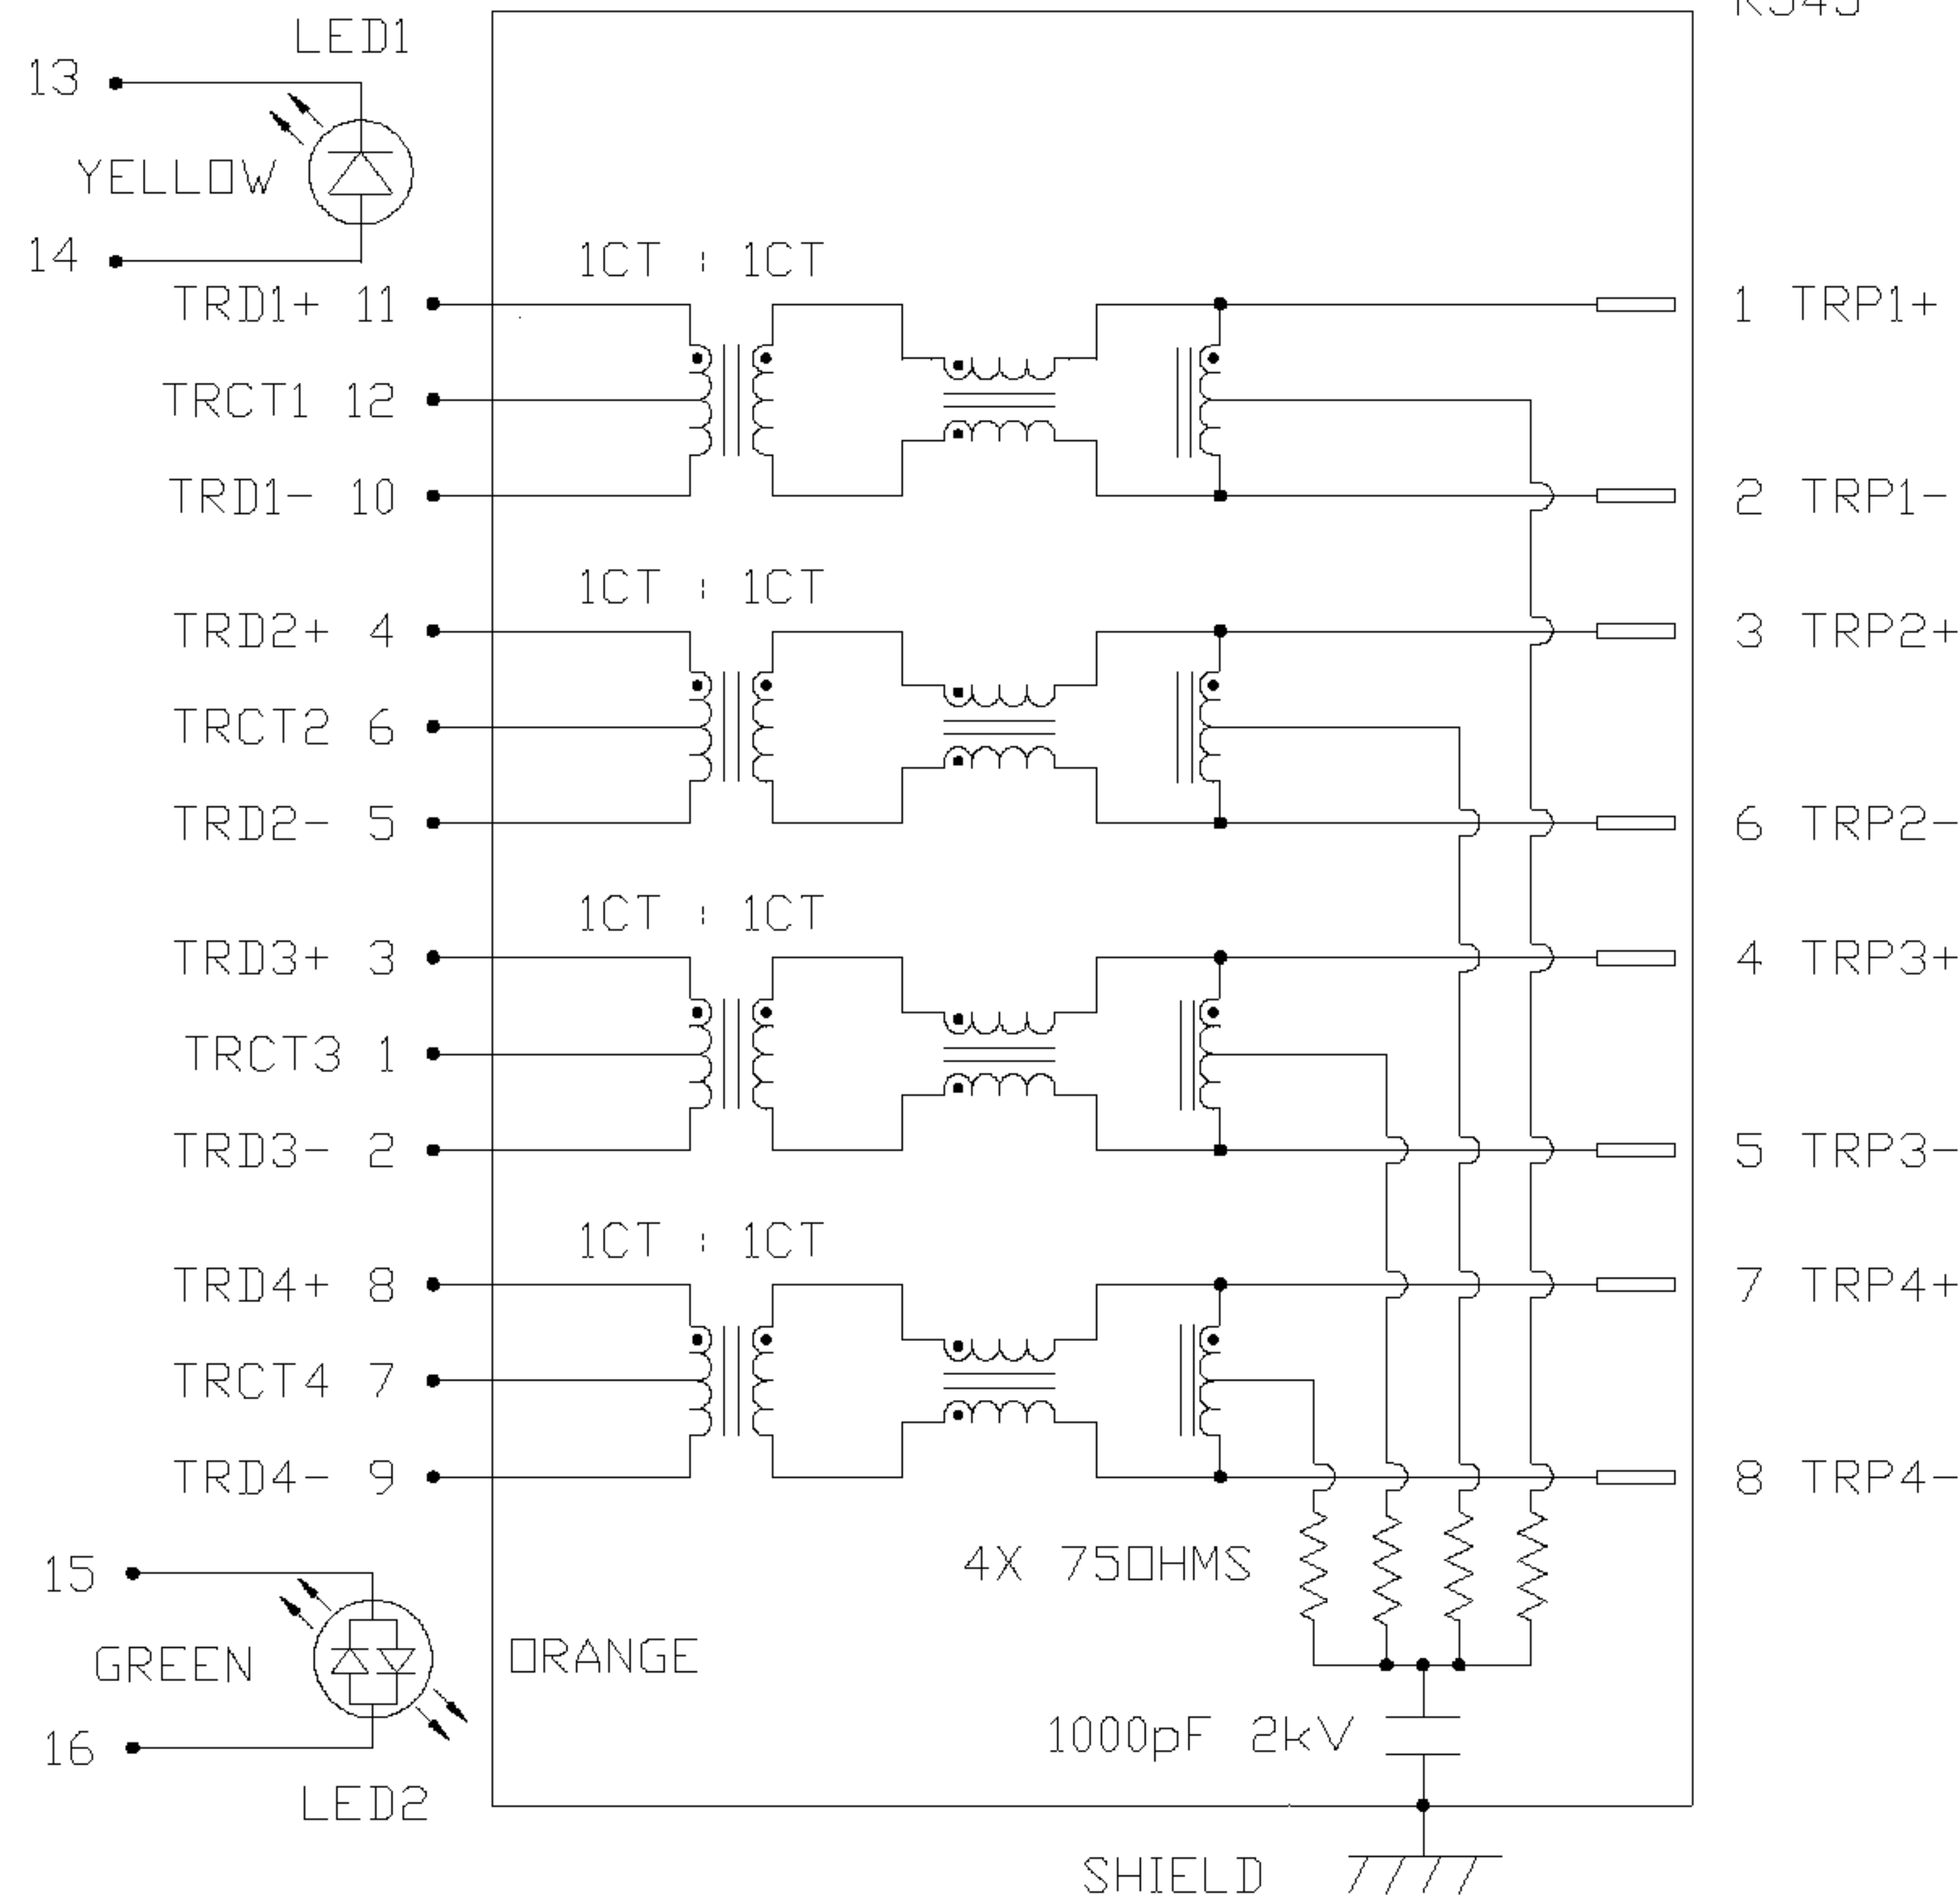 RJ45
LED1
13
YELLOW
14
1CT : 1CT
TRD1+ 11
1 TRP1+
TRCT1 12
TRD1- 10
2 TRP1-
1CT : 1CT
TRD2+ 4
3 TRP2+
TRCT2 6
TRD2- 5
6 TRP2-
1CT : 1CT
TRD3+ 3
4 TRP3+
TRCT3 1
TRD3- 2
5 TRP3-
1CT : 1CT
TRD4+ 8
7 TRP4+
TRCT4 7
TRD4- 9
8 TRP4-
4X 75OHMS
15
GREEN
ORANGE
16
1000pF 2kV
LED2
SHIELD